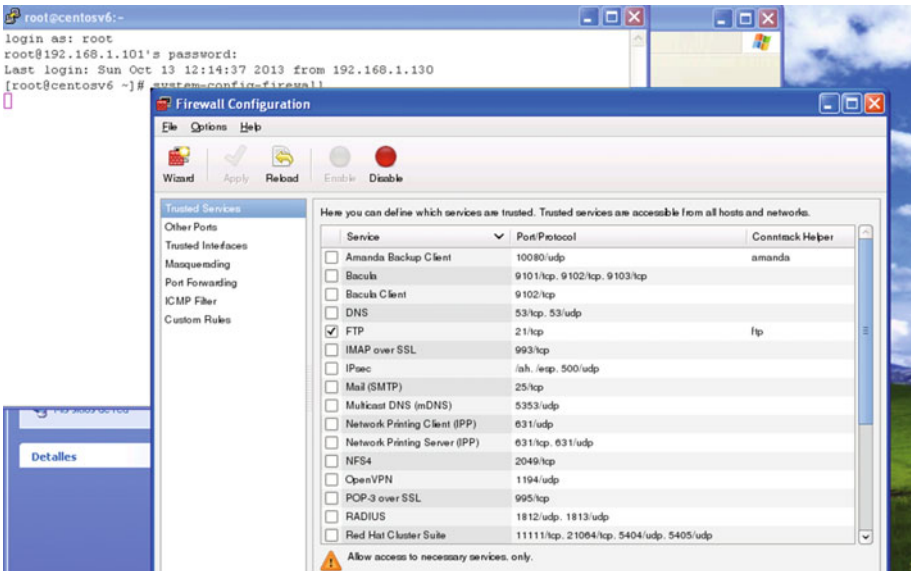 root@centosv6:~
login as: root
root@192.168.1.101's password:
Last login: Sun Oct 13 12:14:37 2013 from 192.168.1.130
[root@centosv6 ~]# system-config-firewall
Firewall Configuration
File Options Help
Wizard Apply Reload Enable Disable
Trusted Services
Other Ports
Trusted Interfaces
Masquerading
Port Forwarding
ICMP Filter
Custom Rules
Here you can define which services are trusted. Trusted services are accessible from all hosts and networks.
Service Port/Protocol Conntrack Helper
Amanda Backup Client 10080/udp amanda
Bacula 9101/tcp, 9102/tcp, 9103/tcp
Bacula Client 9102/tcp
DNS 53/tcp, 53/udp
FTP 21/tcp ftp
IMAP over SSL 993/tcp
IPsec /ah, /esp, 500/udp
Mail (SMTP) 25/tcp
Multicast DNS (mDNS) 5353/udp
Network Printing Client (IPP) 631/udp
Network Printing Server (IPP) 631/tcp, 631/udp
NFS4 2049/tcp
OpenVPN 1194/udp
POP-3 over SSL 995/tcp
RADIUS 1812/udp, 1813/udp
Red Hat Cluster Suite 11111/tcp, 21064/tcp, 5404/udp, 5405/udp
Allow access to necessary services, only.
Detalles